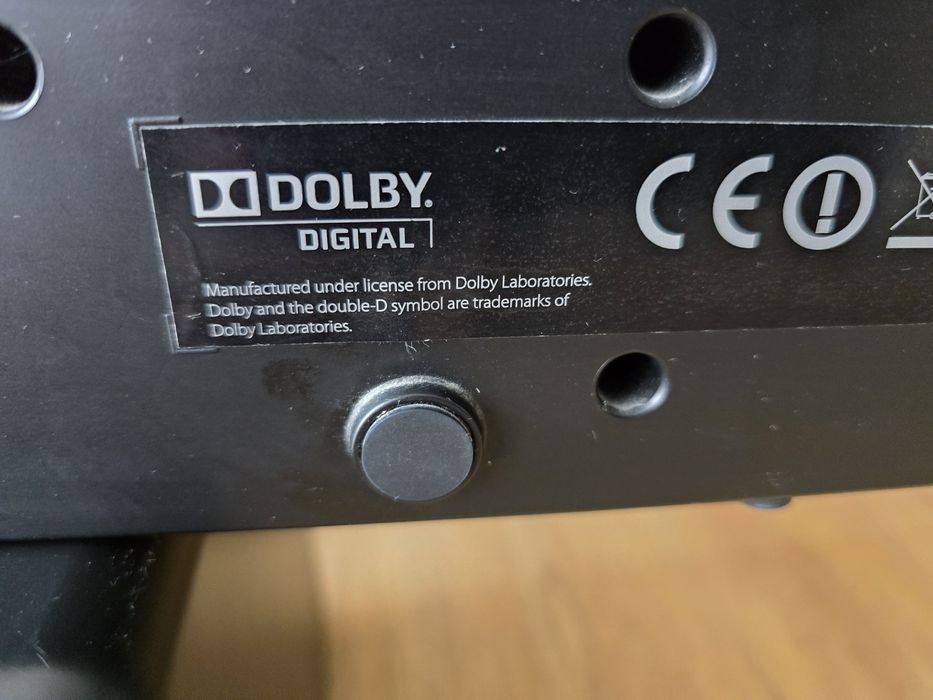 DOLBY.
DIGITAL
Manufactured under license from Dolby Laboratories.
Dolby and the double-D symbol are trademarks of
Dolby Laboratories.
CE